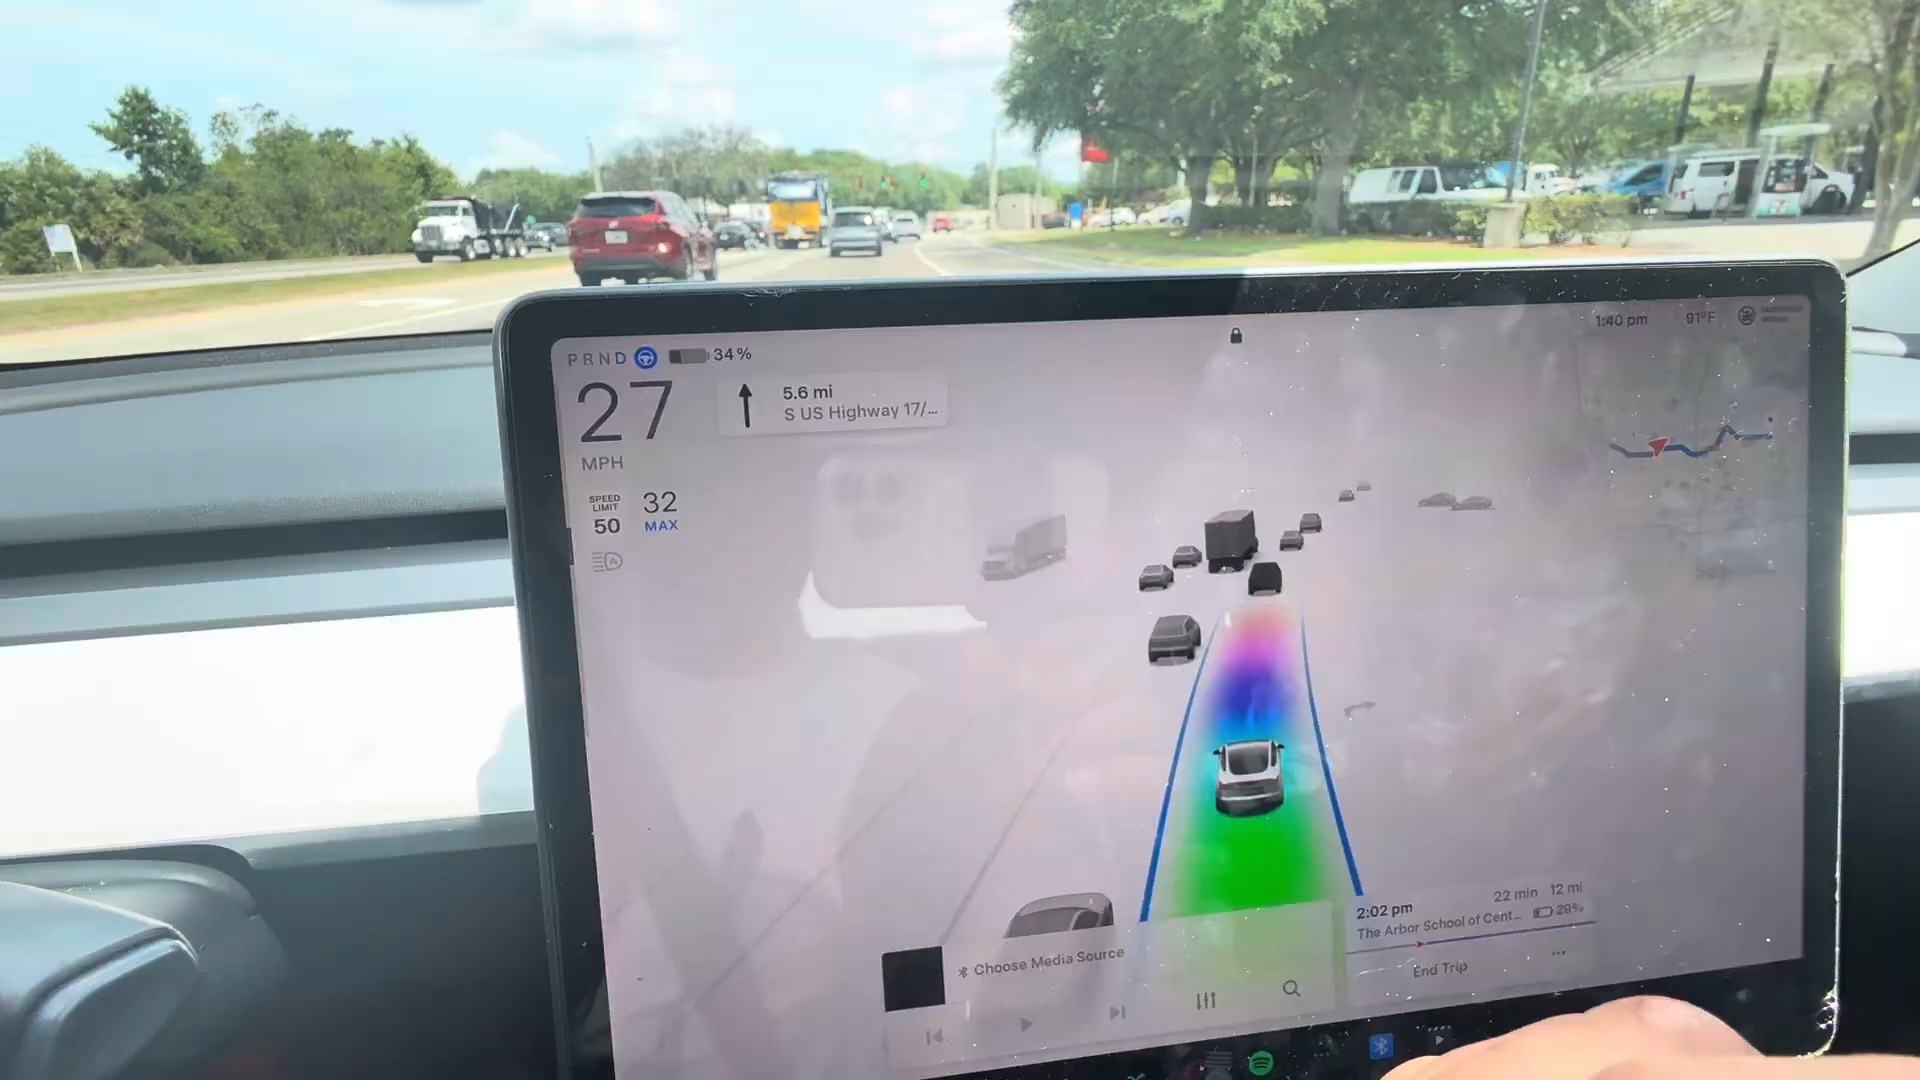 1:40 pm 91°F
PRND 34%
27
MPH
5.6 mi
S US Highway 17/...
SPEED
LIMIT
50
32
MAX
22 min 12 mi
2:02 pm
The Arbor School of Cent... 29%
Choose Media Source
End Trip